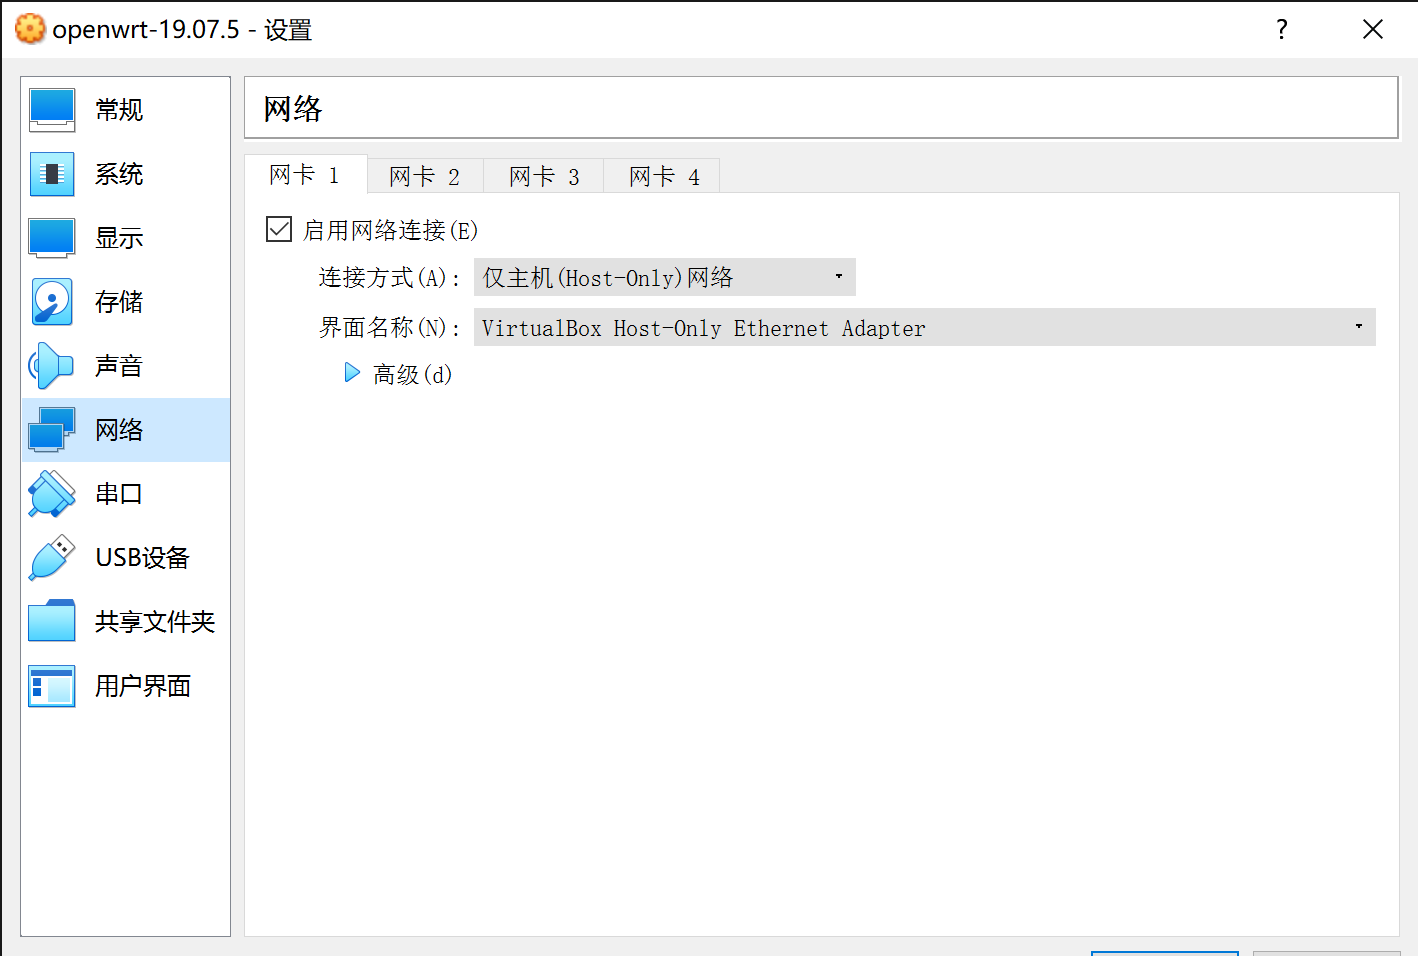 openwrt-19.07.5 - 设置
?
常规
系统
显示
存储
声音
网络
串口
USB设备
共享文件夹
用户界面
网络
网卡 1
网卡 2
网卡 3
网卡 4
启用网络连接(E)
连接方式(A): 仅主机(Host-Only)网络
界面名称(N): VirtualBox Host-Only Ethernet Adapter
高级(d)